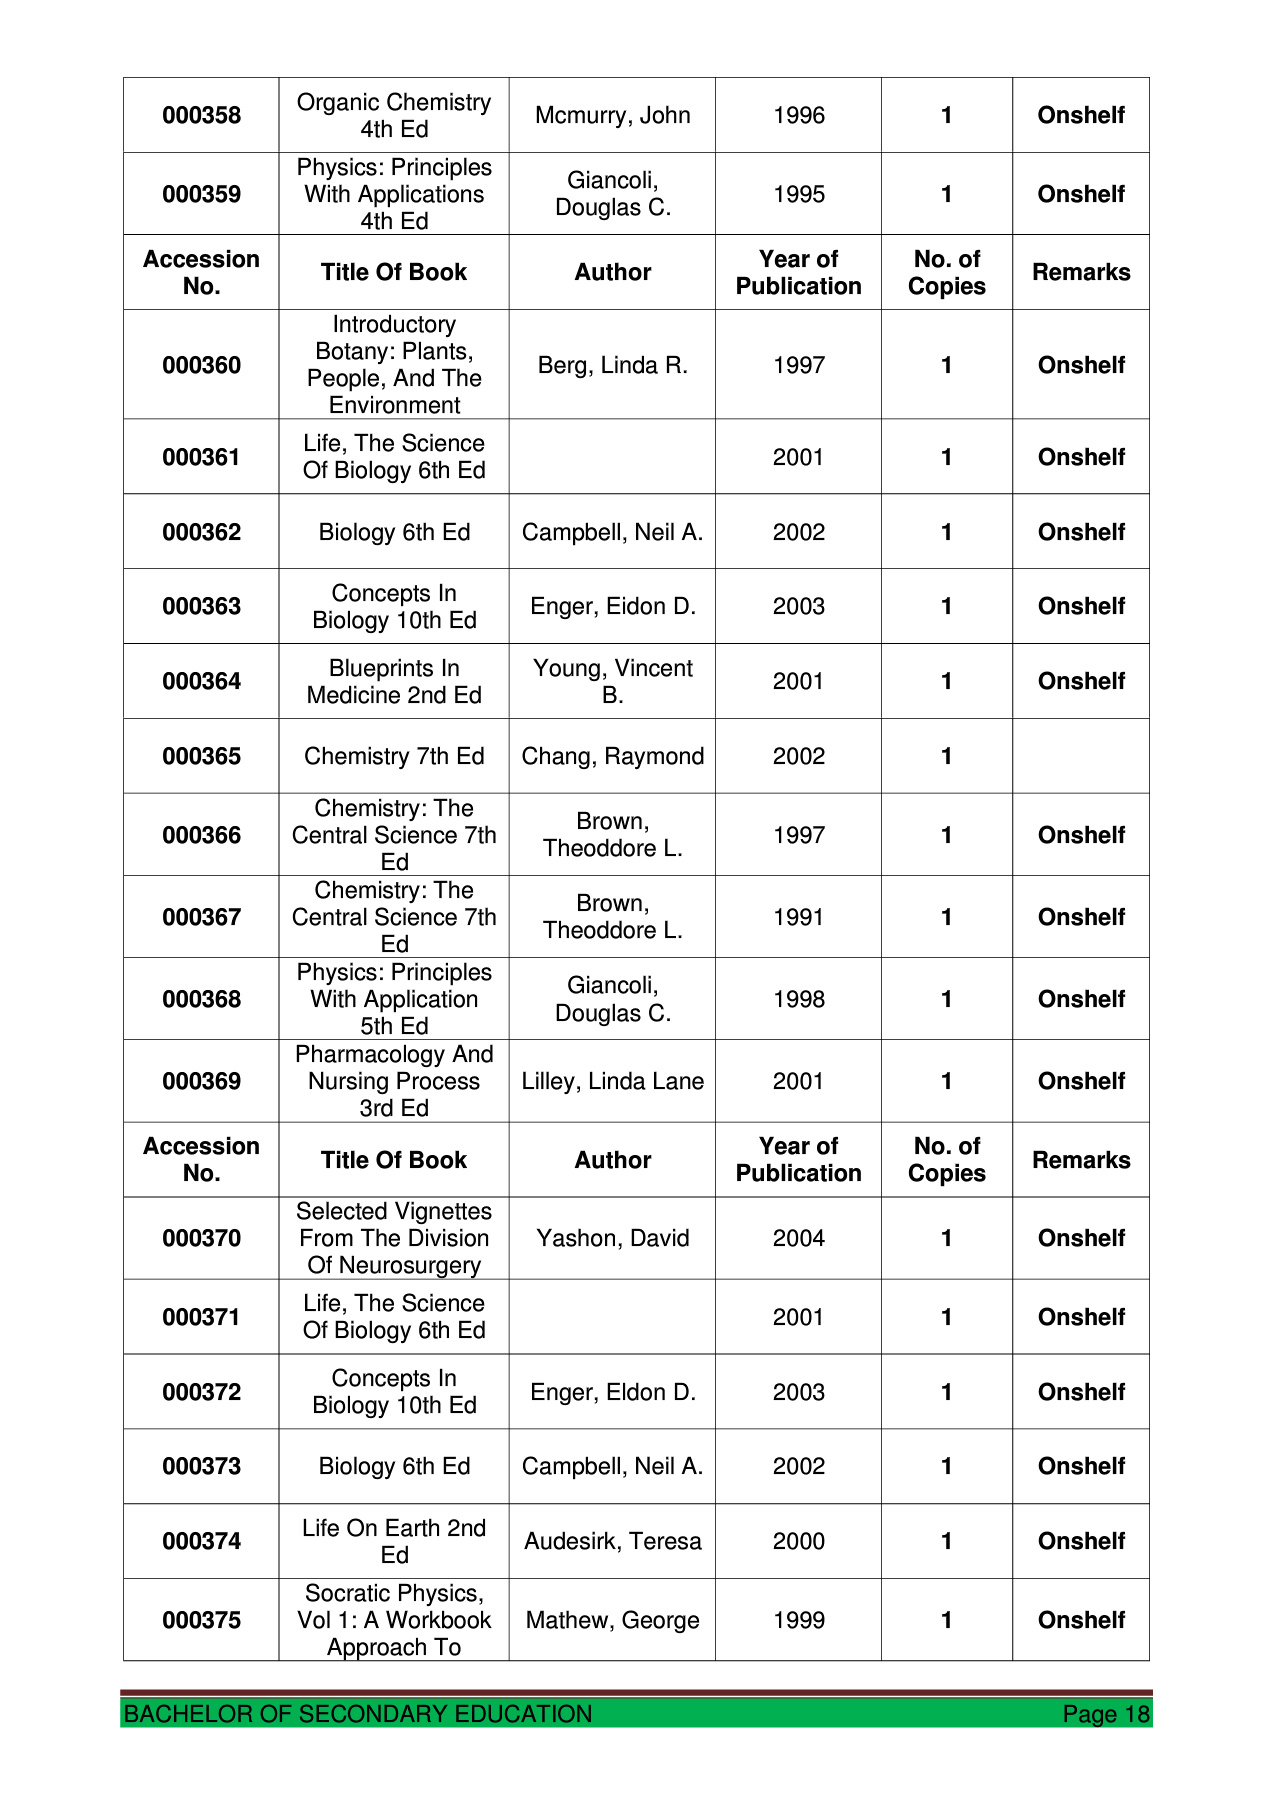 000358 Organic Chemistry 4th Ed Mcmurry, John 1996 1 Onshelf
000359 Physics: Principles With Applications 4th Ed Giancoli, Douglas C. 1995 1 Onshelf
Accession No. Title Of Book Author Year of Publication No. of Copies Remarks
000360 Introductory Botany: Plants, People, And The Environment Berg, Linda R. 1997 1 Onshelf
000361 Life, The Science Of Biology 6th Ed 2001 1 Onshelf
000362 Biology 6th Ed Campbell, Neil A. 2002 1 Onshelf
000363 Concepts In Biology 10th Ed Enger, Eidon D. 2003 1 Onshelf
000364 Blueprints In Medicine 2nd Ed Young, Vincent B. 2001 1 Onshelf
000365 Chemistry 7th Ed Chang, Raymond 2002 1
000366 Chemistry: The Central Science 7th Ed Brown, Theoddore L. 1997 1 Onshelf
000367 Chemistry: The Central Science 7th Ed Brown, Theoddore L. 1991 1 Onshelf
000368 Physics: Principles With Application 5th Ed Giancoli, Douglas C. 1998 1 Onshelf
000369 Pharmacology And Nursing Process 3rd Ed Lilley, Linda Lane 2001 1 Onshelf
Accession No. Title Of Book Author Year of Publication No. of Copies Remarks
000370 Selected Vignettes From The Division Of Neurosurgery Yashon, David 2004 1 Onshelf
000371 Life, The Science Of Biology 6th Ed 2001 1 Onshelf
000372 Concepts In Biology 10th Ed Enger, Eldon D. 2003 1 Onshelf
000373 Biology 6th Ed Campbell, Neil A. 2002 1 Onshelf
000374 Life On Earth 2nd Ed Audesirk, Teresa 2000 1 Onshelf
000375 Socratic Physics, Vol 1: A Workbook Approach To Mathew, George 1999 1 Onshelf
BACHELOR OF SECONDARY EDUCATION Page 18